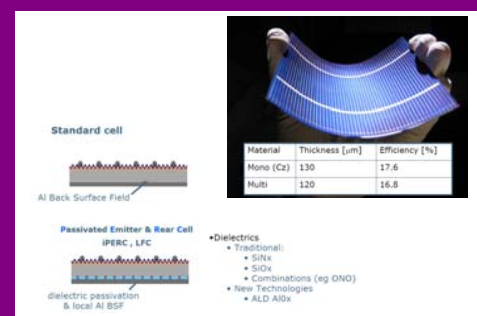 Standard cell
Material Thickness [μm] Efficiency [%]
Mono (Cz) 130 17.6
Multi 120 16.8
Al Back Surface Field
Passivated Emitter & Rear Cell
iPERC , LFC
dielectric passivation
& local Al BSF
•Dielectrics
• Traditional:
• SiNx
• SiOx
• Combinations (eg ONO)
• New Technologies
• ALD Al0x